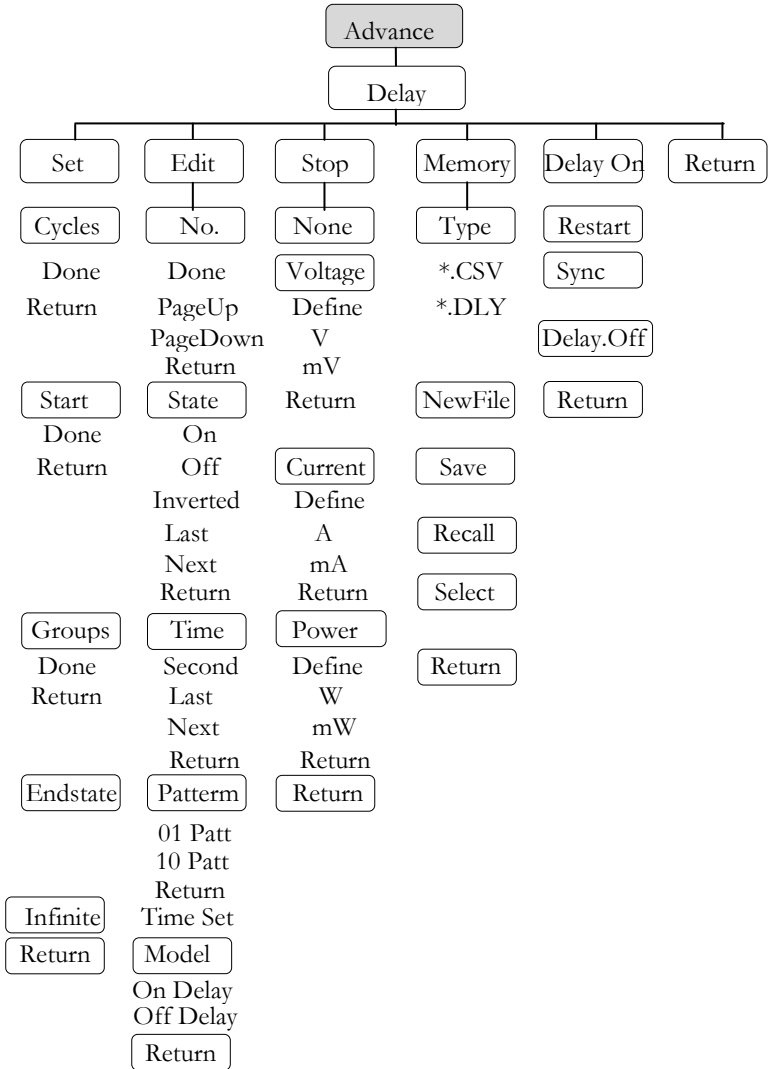 Advance
Delay
Set
Edit
Stop
Memory
Delay On
Return
Cycles
Done
Return
Start
Done
Return
Groups
Done
Return
Endstate
Infinite
Return
No.
Done
PageUp
PageDown
Return
State
On
Off
Inverted
Last
Next
Return
Time
Second
Last
Next
Return
Patterm
01 Patt
10 Patt
Return
Time Set
Model
On Delay
Off Delay
Return
None
Voltage
Define
V
mV
Return
Current
Define
A
mA
Return
Power
Define
W
mW
Return
Return
Type
*.CSV
*.DLY
NewFile
Save
Recall
Select
Return
Restart
Sync
Delay.Off
Return